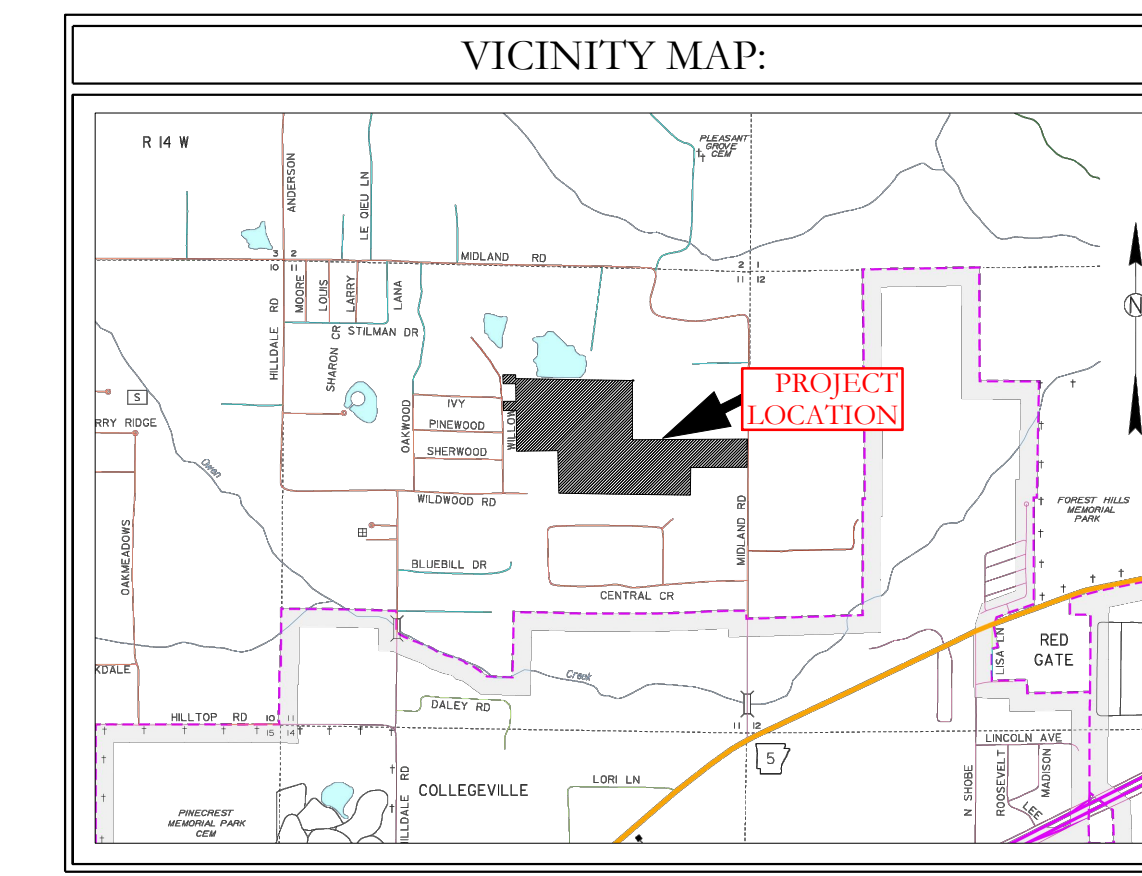 VICINITY MAP:
R 14 W
PLEASANT
GROVE
CEM
ANDERSON
LE QIEU LN
MIDLAND RD
3 2
10 11
2 1
11 12
HILLDALE RD
MOORE
LOUIS
LARRY
LANA
STILMAN DR
SHARON CR
N
S
RRY RIDGE
OAKWOOD
IVY
PINEWOOD
SHERWOOD
WILLOW
PROJECT
LOCATION
Owen
WILDWOOD RD
MIDLAND RD
FOREST HILLS
MEMORIAL
PARK
OAKMEADOWS
BLUEBILL DR
CENTRAL CR
LISA LN
RED
GATE
KDALE
Creek
DALEY RD
HILLTOP RD
10 11
15 14
11 12
5
LINCOLN AVE
LORI LN
COLLEGEVILLE
HILLDALE RD
N SHOBE
ROOSEVELT
MADISON
LEE
PINECREST
MEMORIAL PARK
CEM